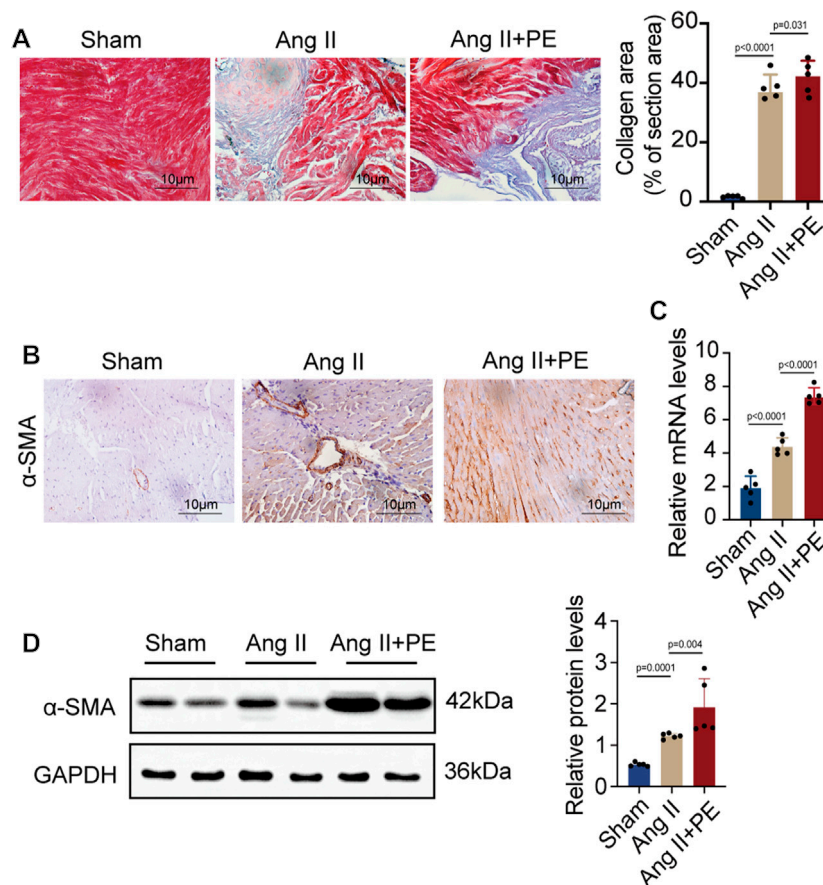 A
Sham
Ang II
Ang II+PE
10μm
10μm
10μm
Collagen area
(% of section area)
60
40
20
0
p<0.0001
p=0.031
Sham
Ang II
Ang II+PE
B
Sham
Ang II
Ang II+PE
α-SMA
10μm
10μm
10μm
C
Relative mRNA levels
8
6
4
2
0
p<0.0001
p<0.0001
Sham
Ang II
Ang II+PE
D
Sham
Ang II
Ang II+PE
α-SMA
42kDa
GAPDH
36kDa
Relative protein levels
4
3
2
1
0
p=0.0001
p=0.004
Sham
Ang II
Ang II+PE